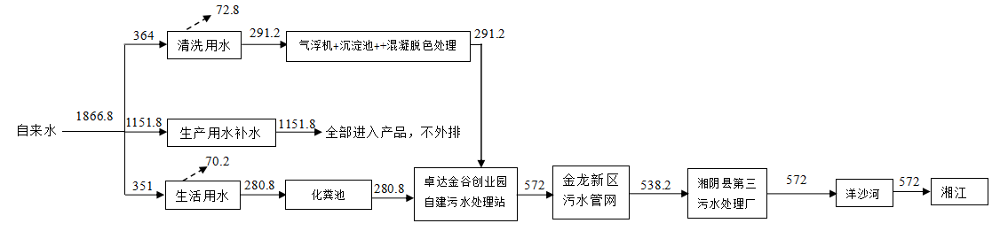 72.8
364
清洗用水
291.2
气浮机+沉淀池++混凝脱色处理
291.2
自来水
1866.8
1151.8
生产用水补水
1151.8
全部进入产品，不外排
70.2
351
生活用水
280.8
化粪池
280.8
卓达金谷创业园
自建污水处理站
572
金龙新区
污水管网
538.2
湘阴县第三
污水处理厂
572
洋沙河
572
湘江